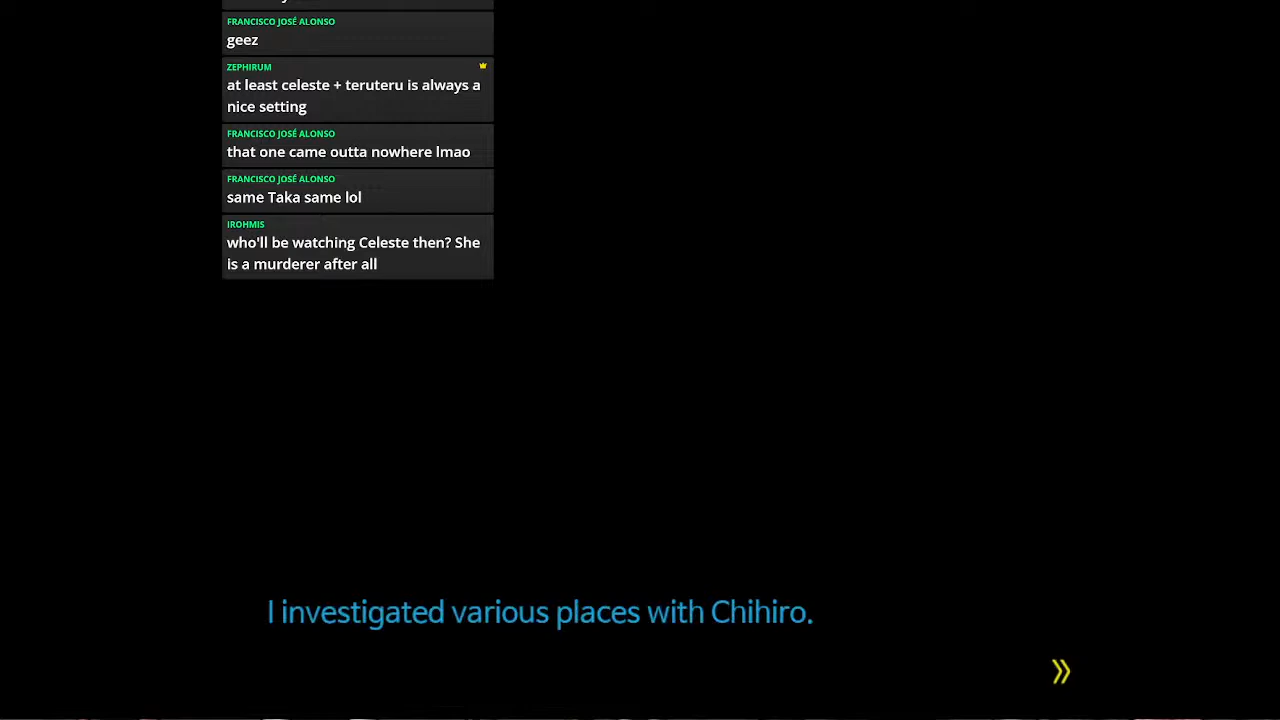 FRANCISCO JOSÉ ALONSO
geez
ZEPHIRUM
at least celeste + teruteru is always a
nice setting
FRANCISCO JOSÉ ALONSO
that one came outta nowhere lmao
FRANCISCO JOSÉ ALONSO
same Taka same lol
IROHMIS
who'll be watching Celeste then? She
is a murderer after all
I investigated various places with Chihiro.